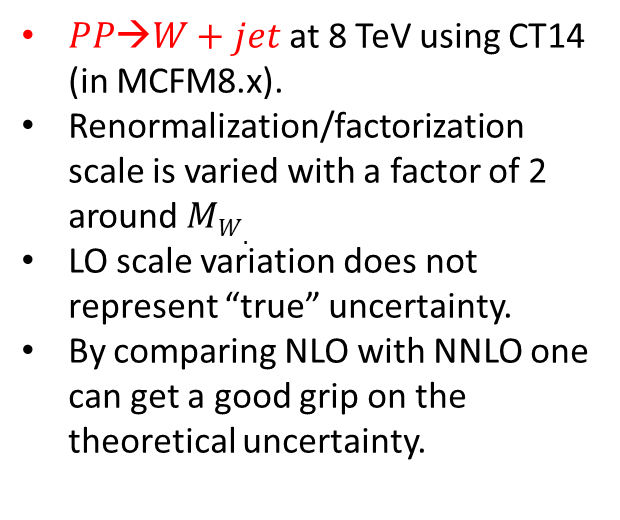 • PP→W + jet at 8 TeV using CT14
(in MCFM8.x).
• Renormalization/factorization
scale is varied with a factor of 2
around M_W.
• LO scale variation does not
represent “true” uncertainty.
• By comparing NLO with NNLO one
can get a good grip on the
theoretical uncertainty.